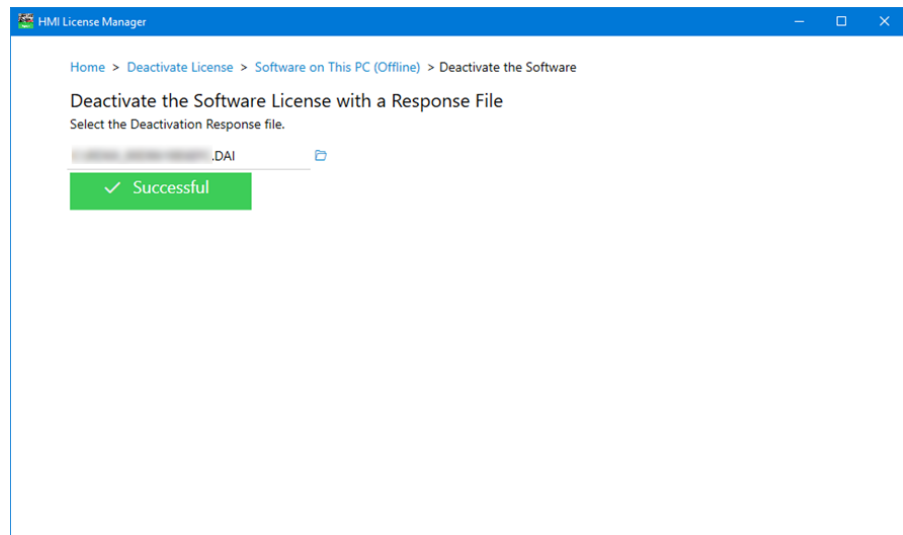 HMI License Manager
Home > Deactivate License > Software on This PC (Offline) > Deactivate the Software
Deactivate the Software License with a Response File
Select the Deactivation Response file.
.DAI
Successful